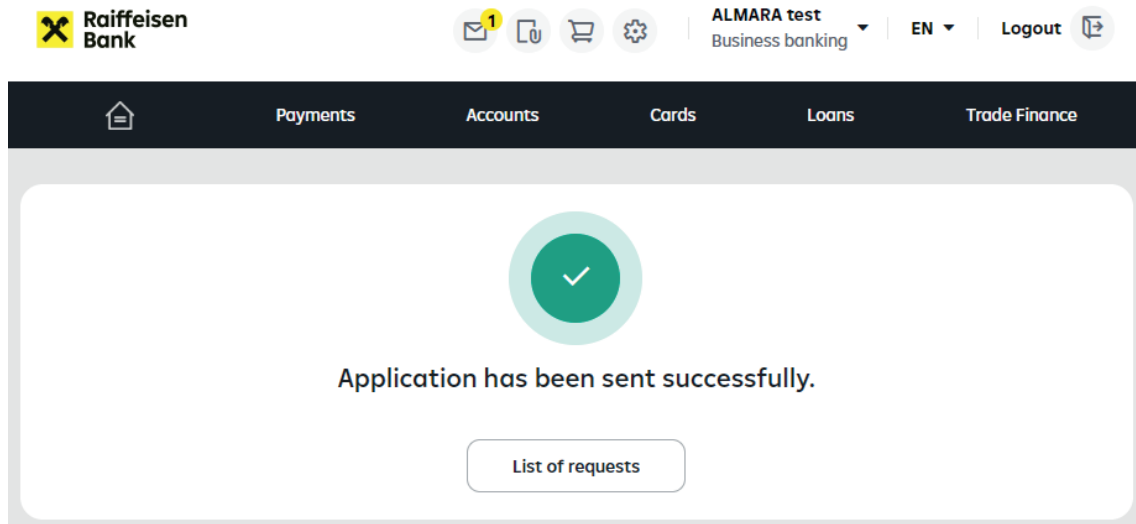 Raiffeisen
Bank
1
ALMARA test
Business banking
EN
Logout
Payments
Accounts
Cards
Loans
Trade Finance
Application has been sent successfully.
List of requests